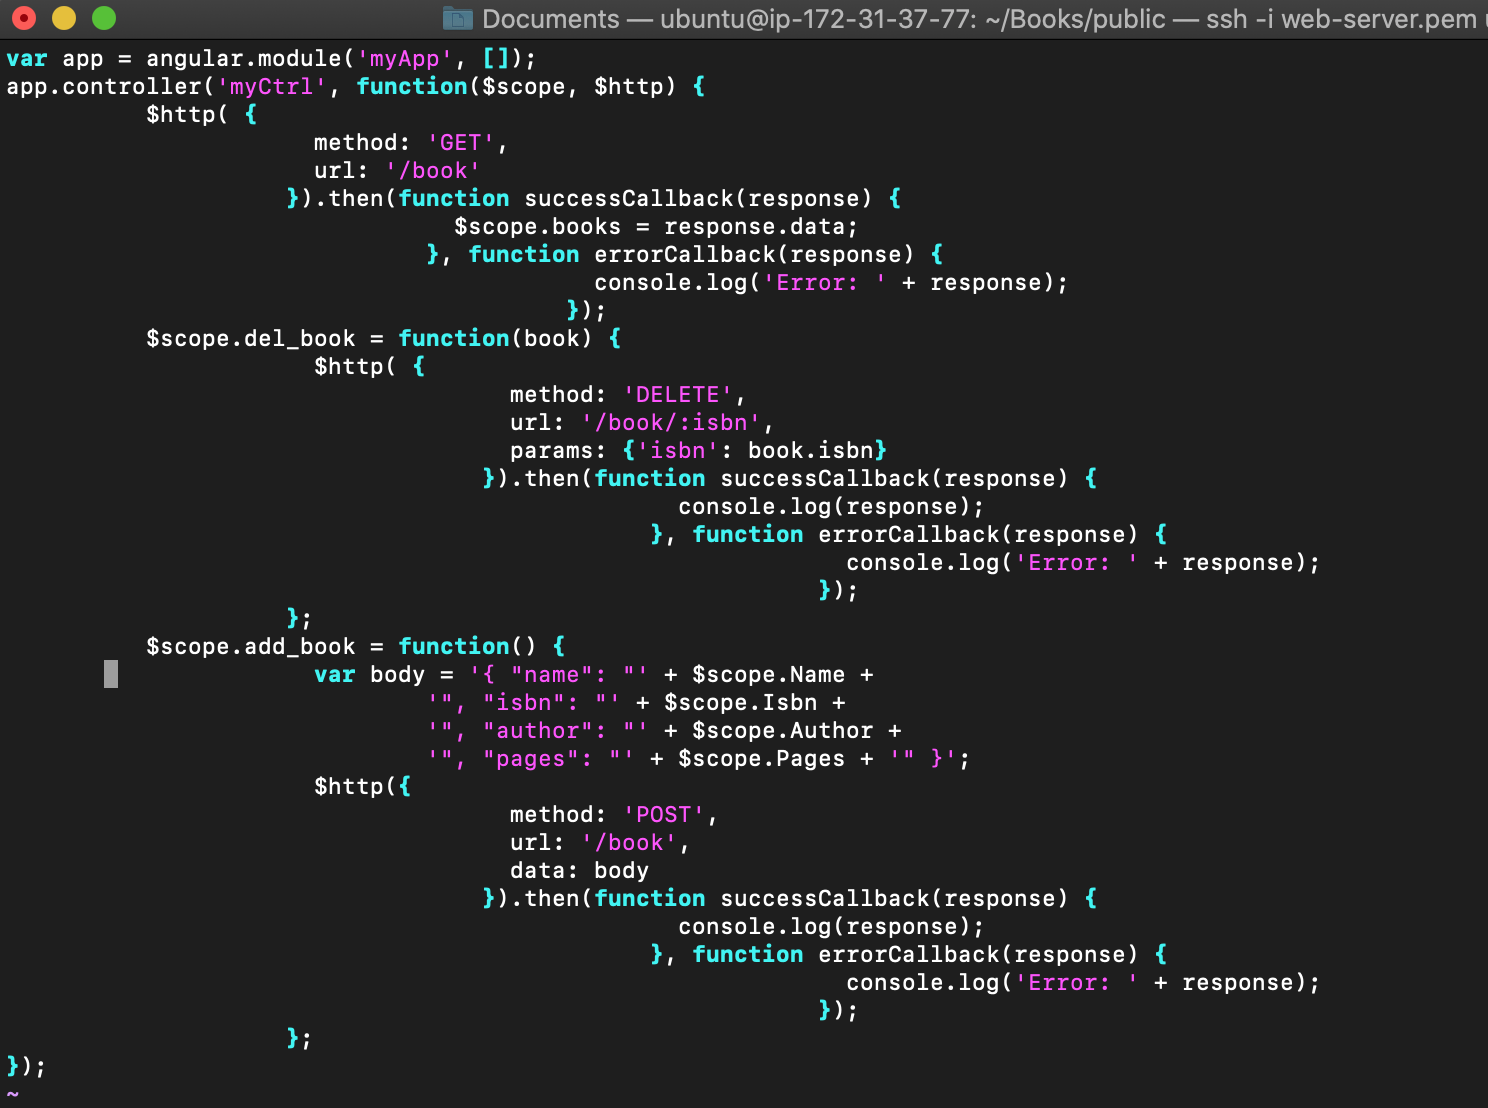 Documents — ubuntu@ip-172-31-37-77: ~/Books/public — ssh -i web-server.pem
var app = angular.module('myApp', []);
app.controller('myCtrl', function($scope, $http) {
$http( {
method: 'GET',
url: '/book'
}).then(function successCallback(response) {
$scope.books = response.data;
}, function errorCallback(response) {
console.log('Error: ' + response);
});
$scope.del_book = function(book) {
$http( {
method: 'DELETE',
url: '/book/:isbn',
params: {'isbn': book.isbn}
}).then(function successCallback(response) {
console.log(response);
}, function errorCallback(response) {
console.log('Error: ' + response);
});
};
$scope.add_book = function() {
var body = '{ "name": "' + $scope.Name +
'", "isbn": "' + $scope.Isbn +
'", "author": "' + $scope.Author +
'", "pages": "' + $scope.Pages + '" }';
$http({
method: 'POST',
url: '/book',
data: body
}).then(function successCallback(response) {
console.log(response);
}, function errorCallback(response) {
console.log('Error: ' + response);
});
};
});
~